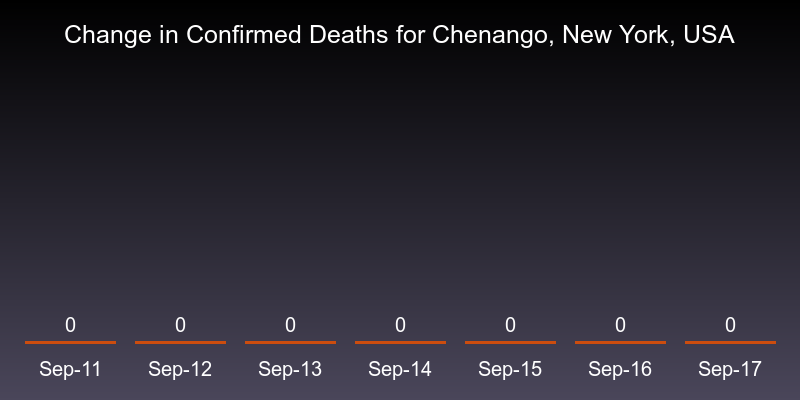 Change in Confirmed Deaths for Chenango, New York, USA
0 0 0 0 0 0 0
Sep-11 Sep-12 Sep-13 Sep-14 Sep-15 Sep-16 Sep-17